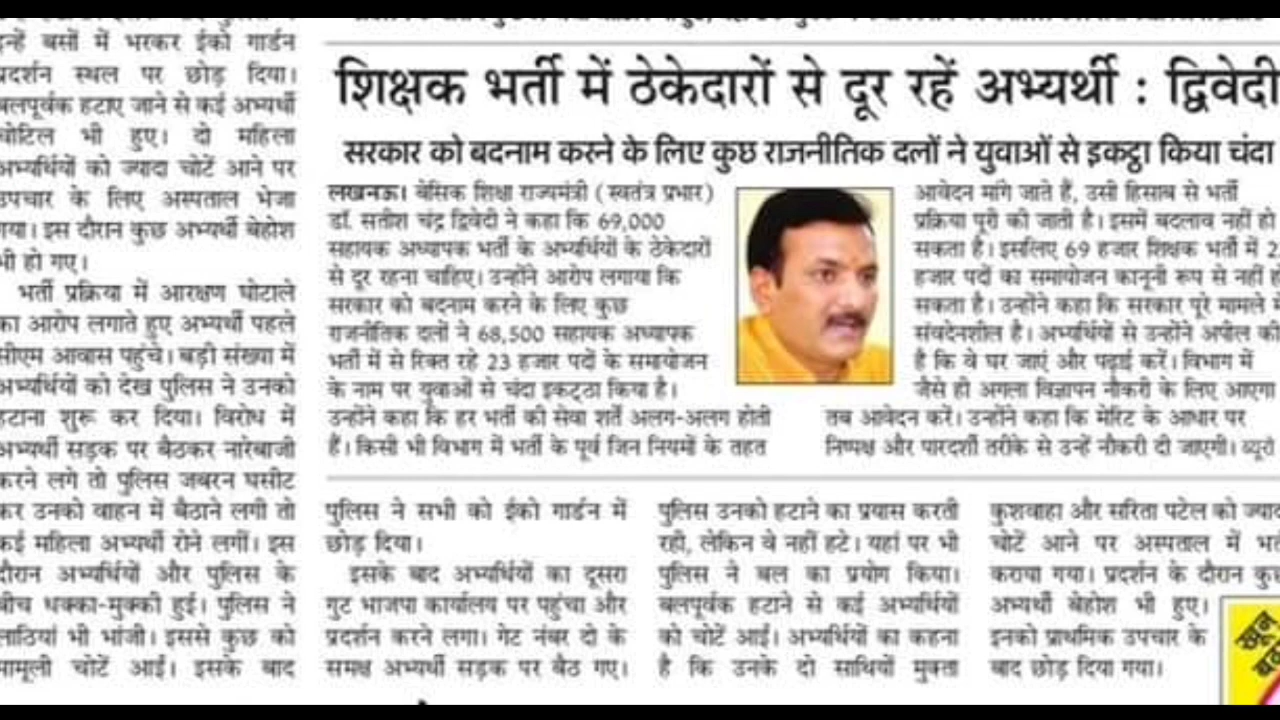 इन्हें बसों में भरकर ईको गार्डन
प्रदर्शन स्थल पर छोड़ दिया।
बलपूर्वक हटाए जाने से कई अभ्यर्थी
चोटिल भी हुए। दो महिला
अभ्यर्थियों को ज्यादा चोटें आने पर
उपचार के लिए अस्पताल भेजा
गया। इस दौरान कुछ अभ्यर्थी बेहोश
भी हो गए।
भर्ती प्रक्रिया में आरक्षण घोटाले
का आरोप लगाते हुए अभ्यर्थी पहले
सीएम आवास पहुंचे। बड़ी संख्या में
अभ्यर्थियों को देख पुलिस ने उनको
हटाना शुरू कर दिया। विरोध में
अभ्यर्थी सड़क पर बैठकर नारेबाजी
करने लगे तो पुलिस जबरन घसीट
कर उनको वाहन में बैठाने लगी तो
कई महिला अभ्यर्थी रोने लगीं। इस
दौरान अभ्यर्थियों और पुलिस के
बीच धक्का-मुक्की हुई। पुलिस ने
लाठियां भी भांजी। इससे कुछ को
मामूली चोटें आईं। इसके बाद
शिक्षक भर्ती में ठेकेदारों से दूर रहें अभ्यर्थी : द्विवेदी
सरकार को बदनाम करने के लिए कुछ राजनीतिक दलों ने युवाओं से इकट्ठा किया चंदा
लखनऊ। बेसिक शिक्षा राज्यमंत्री (स्वतंत्र प्रभार)
डॉ. सतीश चंद्र द्विवेदी ने कहा कि 69,000
सहायक अध्यापक भर्ती के अभ्यर्थियों के ठेकेदारों
से दूर रहना चाहिए। उन्होंने आरोप लगाया कि
सरकार को बदनाम करने के लिए कुछ
राजनीतिक दलों ने 68,500 सहायक अध्यापक
भर्ती में से रिक्त रहे 23 हजार पदों के समायोजन
के नाम पर युवाओं से चंदा इकट्ठा किया है।
उन्होंने कहा कि हर भर्ती की सेवा शर्तें अलग-अलग होती
हैं। किसी भी विभाग में भर्ती के पूर्व जिन नियमों के तहत
आवेदन मांगे जाते हैं, उसी हिसाब से भर्ती
प्रक्रिया पूरी की जाती है। इसमें बदलाव नहीं हो
सकता है। इसलिए 69 हजार शिक्षक भर्ती में
हजार पदों का समायोजन कानूनी रूप से नहीं
सकता है। उन्होंने कहा कि सरकार पूरे मामले
संवदेनशील है। अभ्यर्थियों से उन्होंने अपील की
है कि वे घर जाएं और पढ़ाई करें। विभाग में
जैसे ही अगला विज्ञापन नौकरी के लिए आएगा
तब आवेदन करें। उन्होंने कहा कि मेरिट के आधार पर
निष्पक्ष और पारदर्शी तरीके से उन्हें नौकरी दी जाएगी। ब्यूरो
पुलिस ने सभी को ईको गार्डन में
छोड़ दिया।
इसके बाद अभ्यर्थियों का दूसरा
गुट भाजपा कार्यालय पर पहुंचा और
प्रदर्शन करने लगा। गेट नंबर दो के
समक्ष अभ्यर्थी सड़क पर बैठ गए।
पुलिस उनको हटाने का प्रयास करती
रही, लेकिन वे नहीं हटे। यहां पर भी
पुलिस ने बल का प्रयोग किया।
बलपूर्वक हटाने से कई अभ्यर्थियों
को चोटें आईं। अभ्यर्थियों का कहना
है कि उनके दो साथियों मुक्ता
कुशवाहा और सरिता पटेल को
चोटें आने पर अस्पताल में
कराया गया। प्रदर्शन के दौरान
अभ्यर्थी बेहोश भी हुए।
इनको प्राथमिक उपचार के
बाद छोड़ दिया गया।